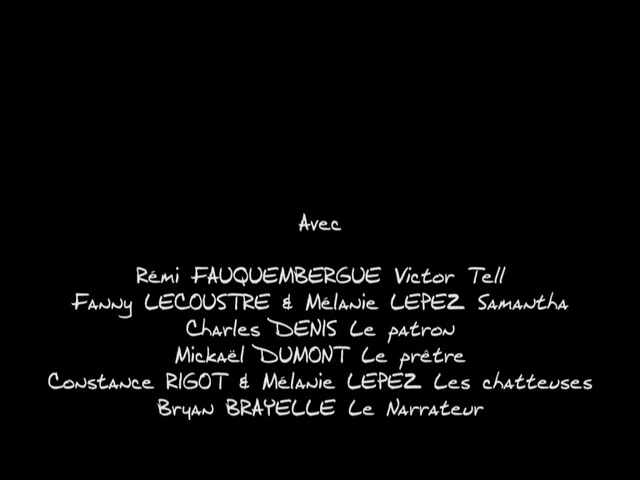 Avec
Rémi FAUQUEMBERGUE Victor Tell
Fanny LECOUSTRE & Mélanie LEPEZ Samantha
Charles DENIS Le patron
Mickaël DUMONT Le prêtre
Constance RIGOT & Mélanie LEPEZ Les chatteuses
Bryan BRAYELLE Le Narrateur